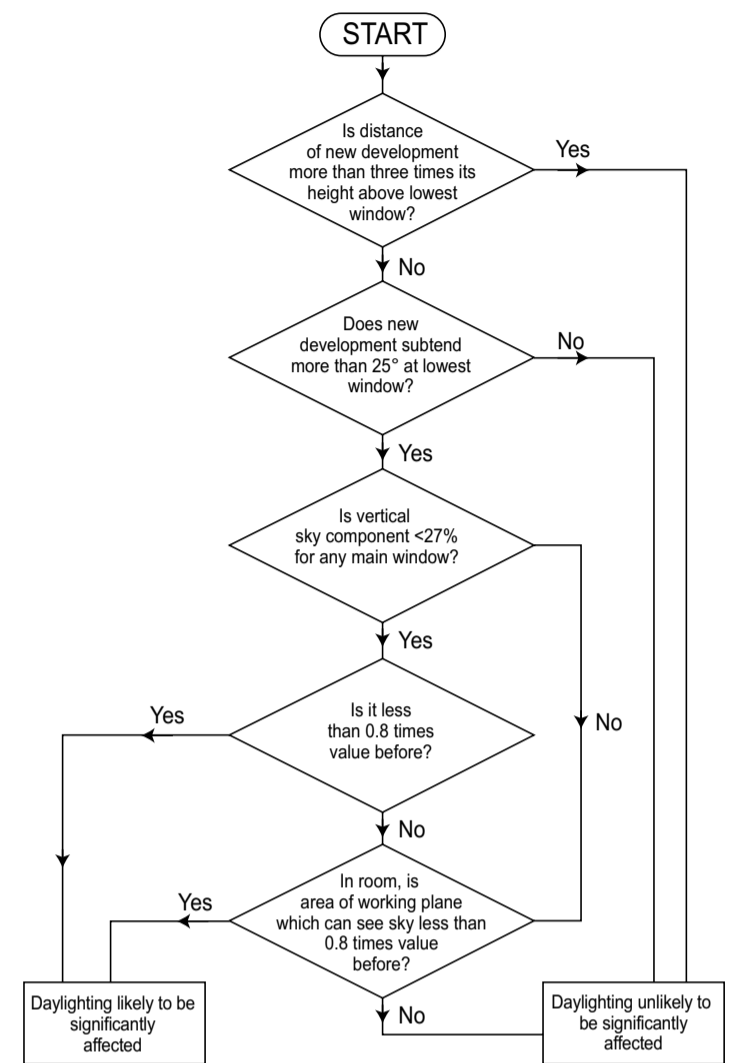 START
Is distance
of new development
more than three times its
height above lowest
window?
Yes
No
Does new
development subtend
more than 25° at lowest
window?
No
Yes
Is vertical
sky component <27%
for any main window?
Yes
No
Is it less
than 0.8 times
value before?
Yes
No
In room, is
area of working plane
which can see sky less than
0.8 times value
before?
Yes
No
Daylighting likely to be
significantly
affected
Daylighting unlikely to
be significantly
affected